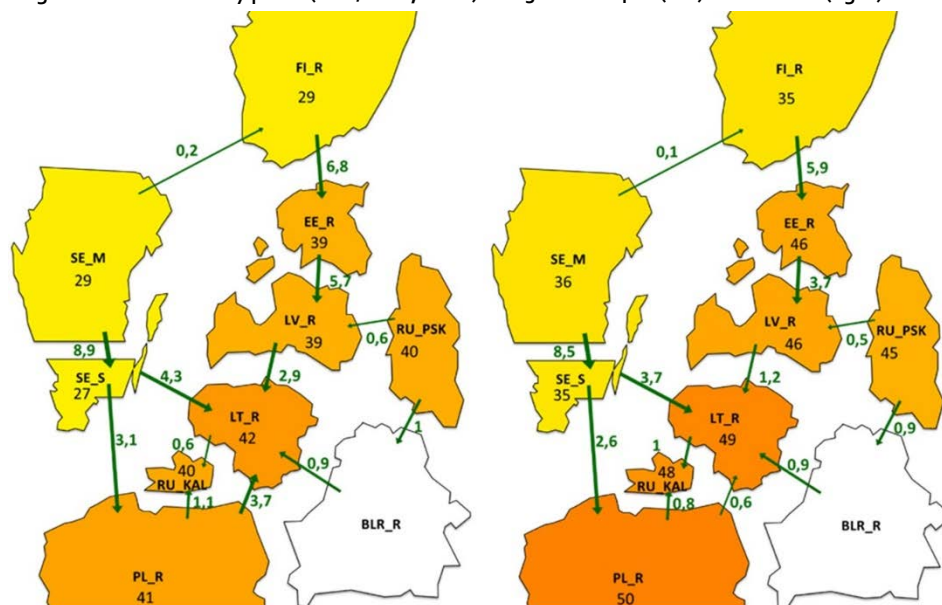 FI_R
29
0,2
6,8
EE_R
39
SE_M
29
5,7
LV_R
39
RU_PSK
40
0,6
8,9
SE_S
27
4,3
2,9
LT_R
42
3,1
0,6
40
RU_KAL
1,1
3,7
0,9
1
BLR_R
PL_R
41
FI_R
35
0,1
5,9
EE_R
46
SE_M
36
3,7
LV_R
46
RU_PSK
45
0,5
8,5
SE_S
35
3,7
1,2
LT_R
49
2,6
1
48
RU_KAL
0,8
0,6
0,9
0,9
BLR_R
PL_R
50